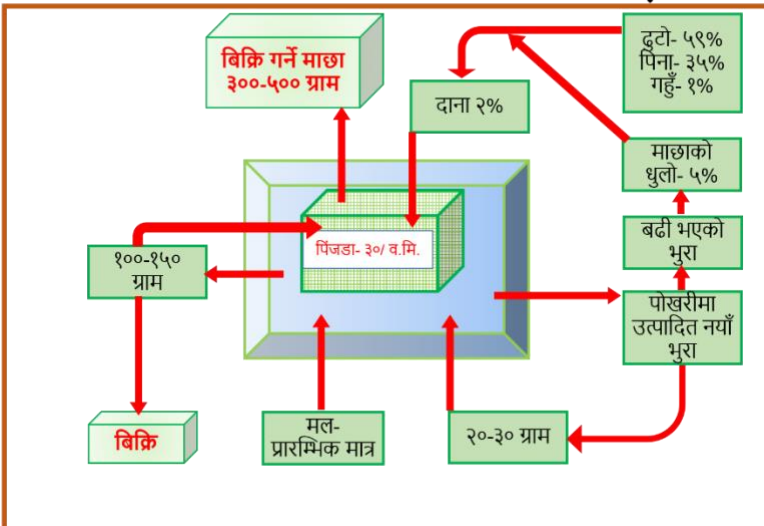 बिक्रि गर्ने माछा
३००-५०० ग्राम
दाना २%
ढुटो- ५९%
पिना- ३५%
गहुँ- १%
माछाको
धुलो- ५%
बढी भएको
भुरा
पोखरीमा
उत्पादित नयाँ
भुरा
पिंजडा- ३०/ व.मि.
१००-१५०
ग्राम
बिक्रि
मल-
प्रारम्भिक मात्र
२०-३० ग्राम